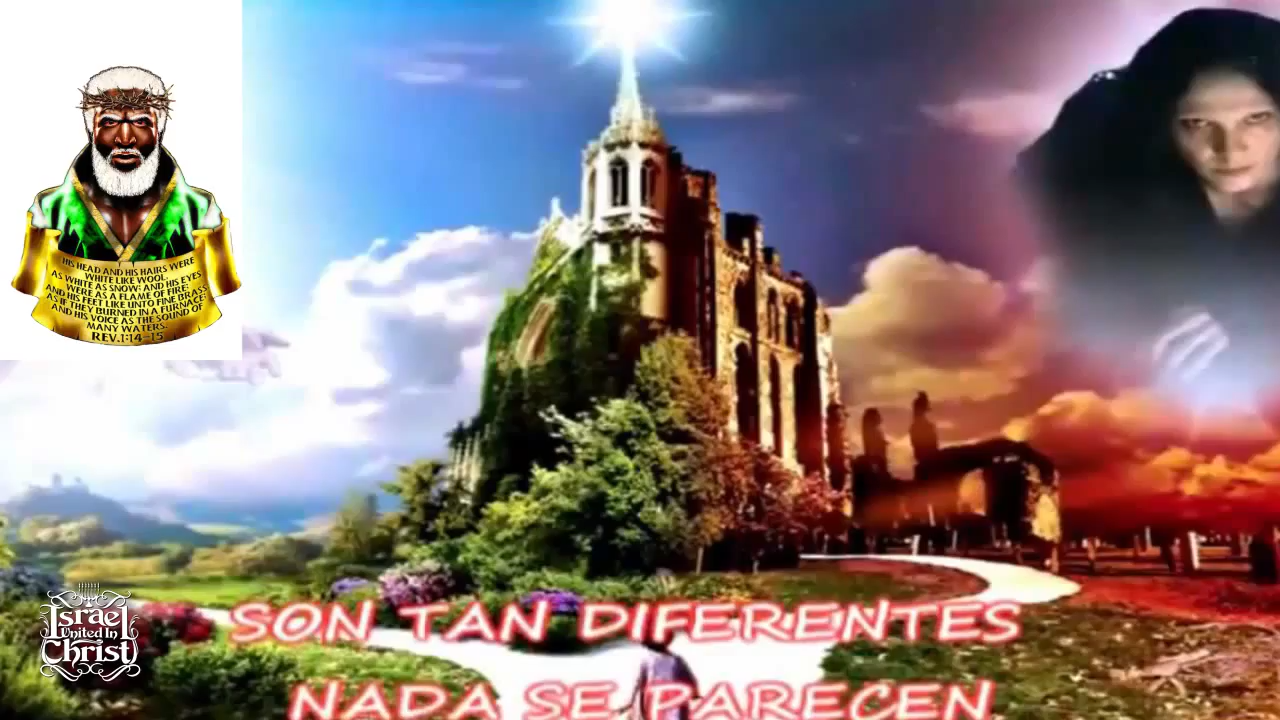 HIS HEAD AND HIS HAIRS WERE
WHITE LIKE WOOL,
AS WHITE AS SNOW; AND HIS EYES
WERE AS A FLAME OF FIRE;
AND HIS FEET LIKE UNTO FINE BRASS,
AS IF THEY BURNED IN A FURNACE;
AND HIS VOICE AS THE SOUND OF
MANY WATERS.
REV.1:14-15
Israel
United In
Christ
SON TAN DIFERENTES
NADA SE PARECEN